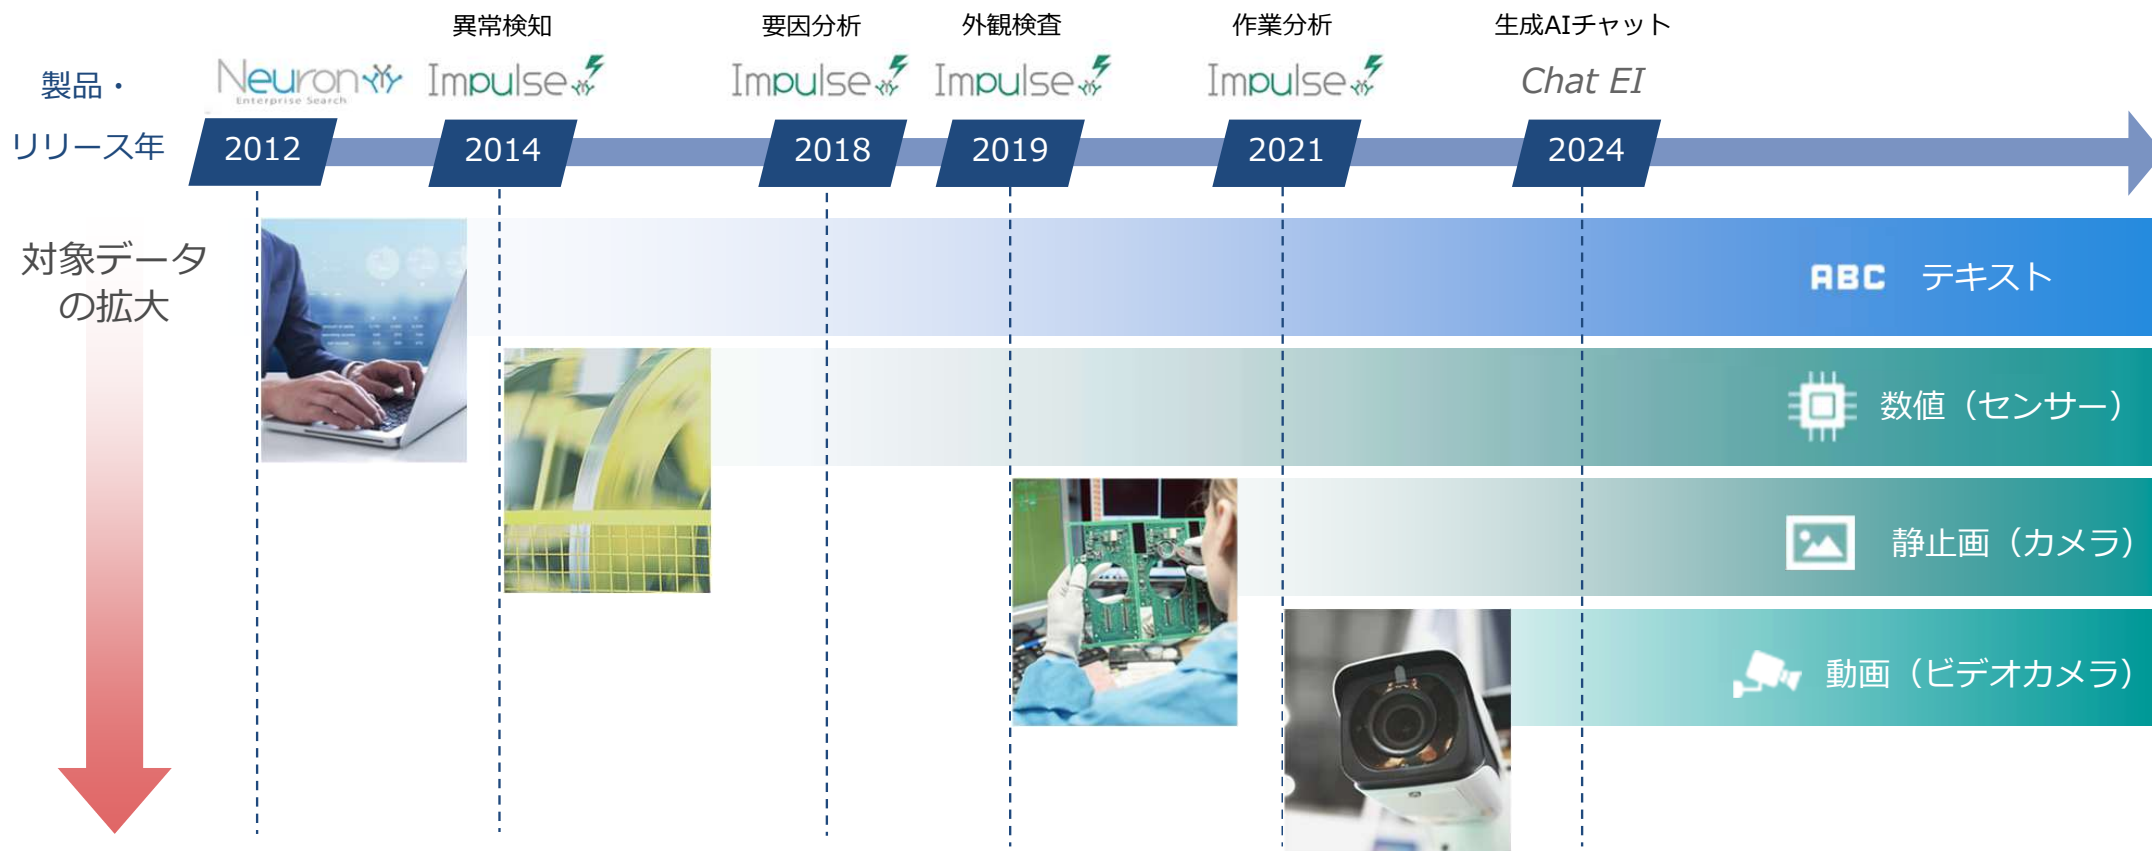 異常検知
要因分析
外観検査
作業分析
生成AIチャット
製品・
リリース年
Neuron
Enterprise Search
Impulse
Impulse
Impulse
Impulse
Chat EI
2012
2014
2018
2019
2021
2024
対象データ
の拡大
ABC テキスト
数値（センサー）
静止画（カメラ）
動画（ビデオカメラ）